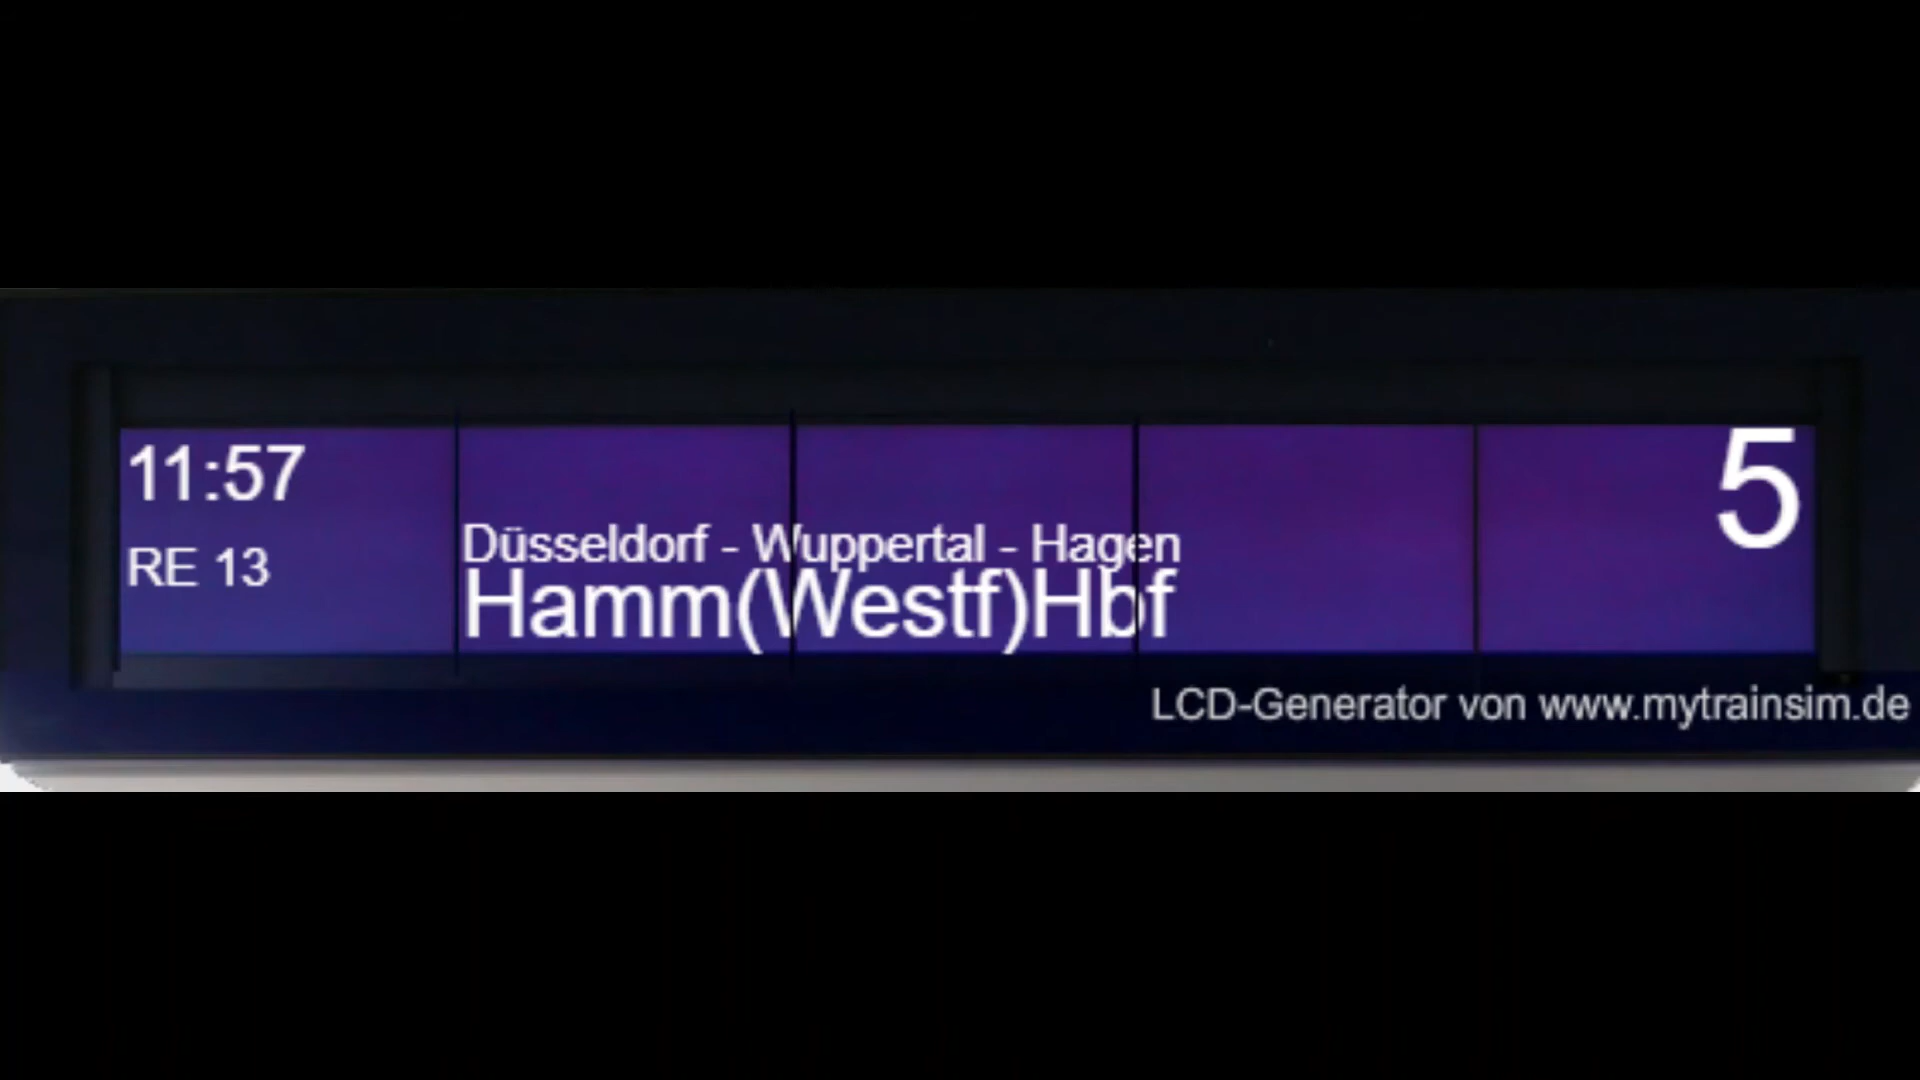 11:57
5
RE 13
Düsseldorf - Wuppertal - Hagen
Hamm(Westf)Hbf
LCD-Generator von www.mytrainsim.de